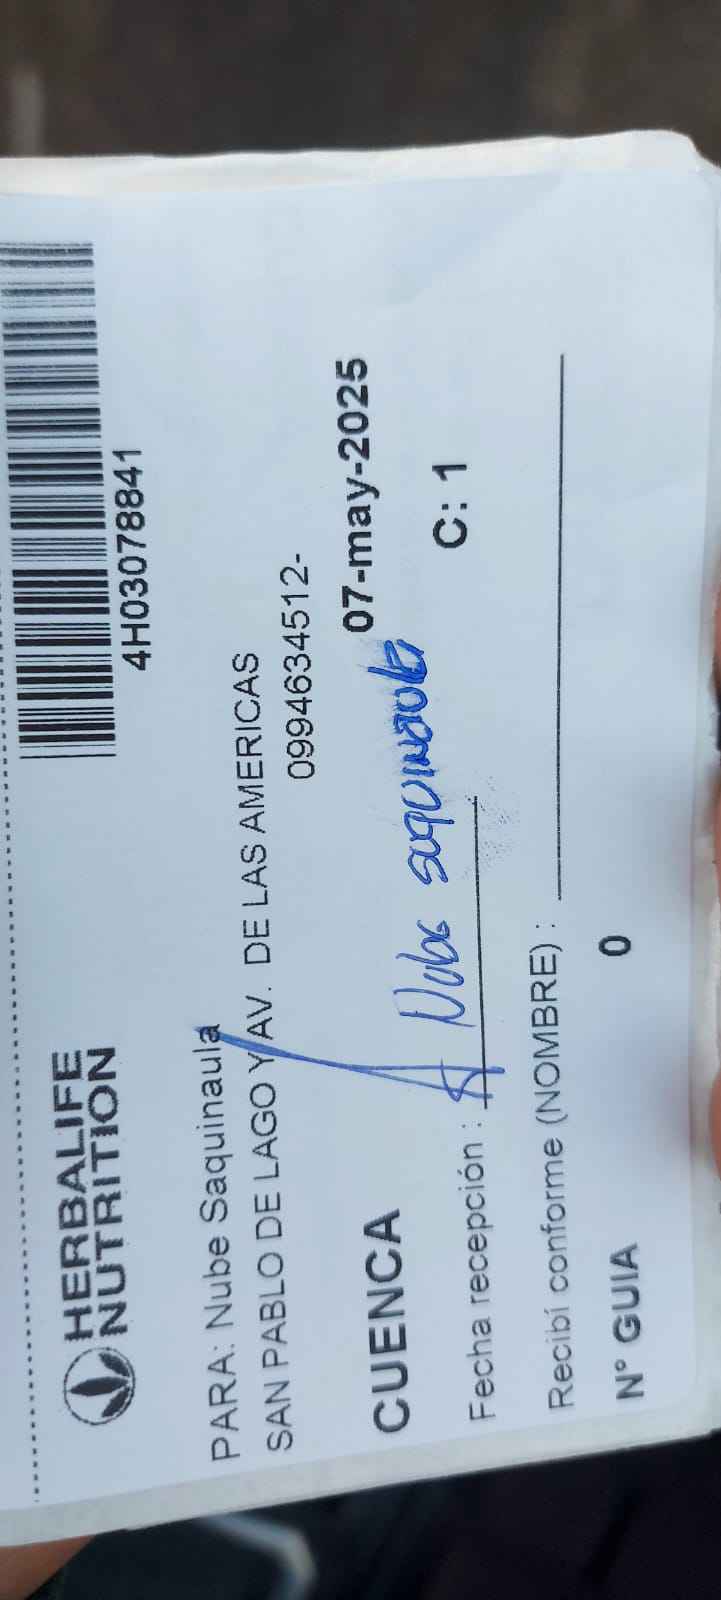 HERBALIFE
NUTRITION
4H03078841
PARA: Nube Saquinaula
SAN PABLO DE LAGO Y AV. DE LAS AMERICAS
0994634512-
CUENCA
07-may-2025
Nube Saquinaula
Fecha recepción :
C: 1
Recibí conforme (NOMBRE) :
N° GUIA 0